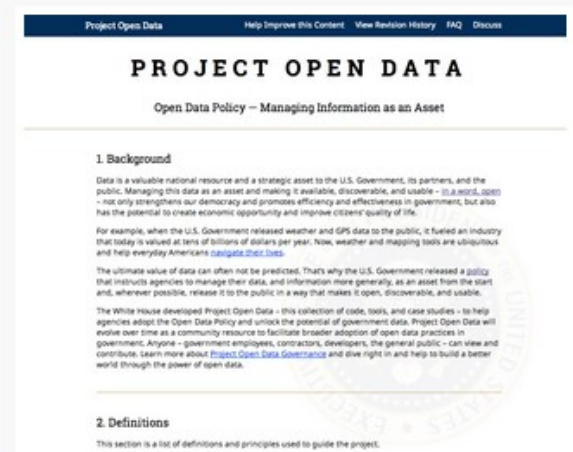 Project Open Data Help Improve this Content View Revision History FAQ Discuss
PROJECT OPEN DATA
Open Data Policy — Managing Information as an Asset
1. Background
Data is a valuable national resource and a strategic asset to the U.S. Government, its partners, and the
public. Managing this data as an asset and making it available, discoverable, and usable – in a word, open
– not only strengthens our democracy and promotes efficiency and effectiveness in government, but also
has the potential to create economic opportunity and improve citizens' quality of life.
For example, when the U.S. Government released weather and GPS data to the public, it fueled an industry
that today is valued at tens of billions of dollars per year. Now, weather and mapping tools are ubiquitous
and help everyday Americans navigate their lives.
The ultimate value of data can often not be predicted. That's why the U.S. Government released a policy
that instructs agencies to manage their data, and information more generally, as an asset from the start
and, wherever possible, release it to the public in a way that makes it open, discoverable, and usable.
The White House developed Project Open Data – this collection of code, tools, and case studies – to help
agencies adopt the Open Data Policy and unlock the potential of government data. Project Open Data will
evolve over time as a community resource to facilitate broader adoption of open data practices in
government. Anyone – government employees, contractors, developers, the general public – can view and
contribute. Learn more about Project Open Data Governance and dive right in and help to build a better
world through the power of open data.
2. Definitions
This section is a list of definitions and principles used to guide the project.